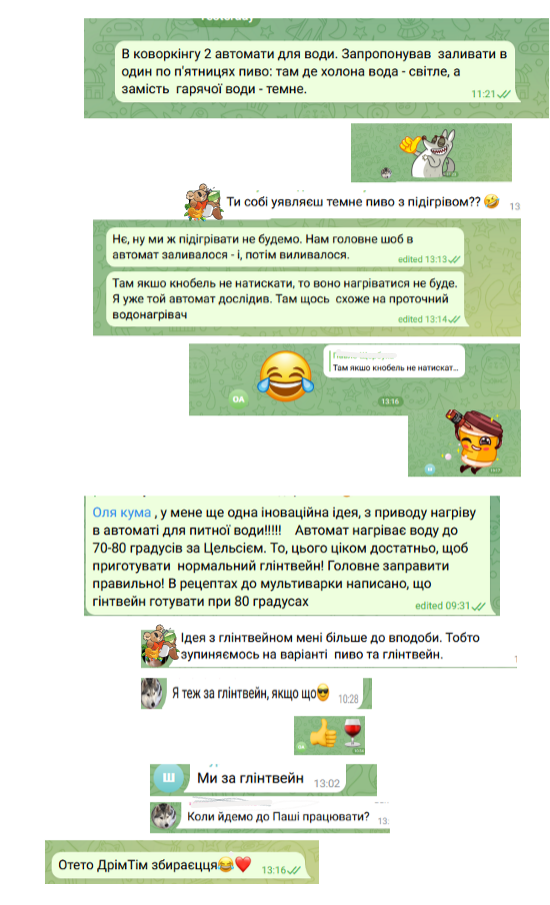 Yesterday
В коворкінгу 2 автомати для води. Запропонував заливати в
один по п'ятницях пиво: там де холона вода - світле, а
замість гарячої води - темне.
11:21
Ти собі уявляєш темне пиво з підігрівом?? 🤣 13
Нє, ну ми ж підігрівати не будемо. Нам головне шоб в
автомат заливалося - і, потім виливалося.
edited 13:13
Там якшо кнобель не натискати, то воно нагріватися не буде.
Я уже той автомат дослідив. Там щось схоже на проточний
водонагрівач
edited 13:14
Там якшо кнобель не натискат...
OA
13:16
Оля кума , у мене ще одна іноваційна ідея, з приводу нагріву
в автоматі для питної води!!!!! Автомат нагріває воду до
70-80 градусів за Цельсієм. То, цього ціком достатньо, щоб
приготувати нормальний глінтвейн! Головне заправити
правильно! В рецептах до мультиварки написано, що
гінтвейн готувати при 80 градусах
edited 09:31
Ідея з глінтвейном мені більше до вподоби. Тобто
зупиняємось на варіанті пиво та глінтвейн.
Я теж за глінтвейн, якщо що😎 10:28
Ш
Ми за глінтвейн 13:02
Коли йдемо до Паші працювати? 13:
Отето ДрімТім збираєцця😂❤️ 13:16